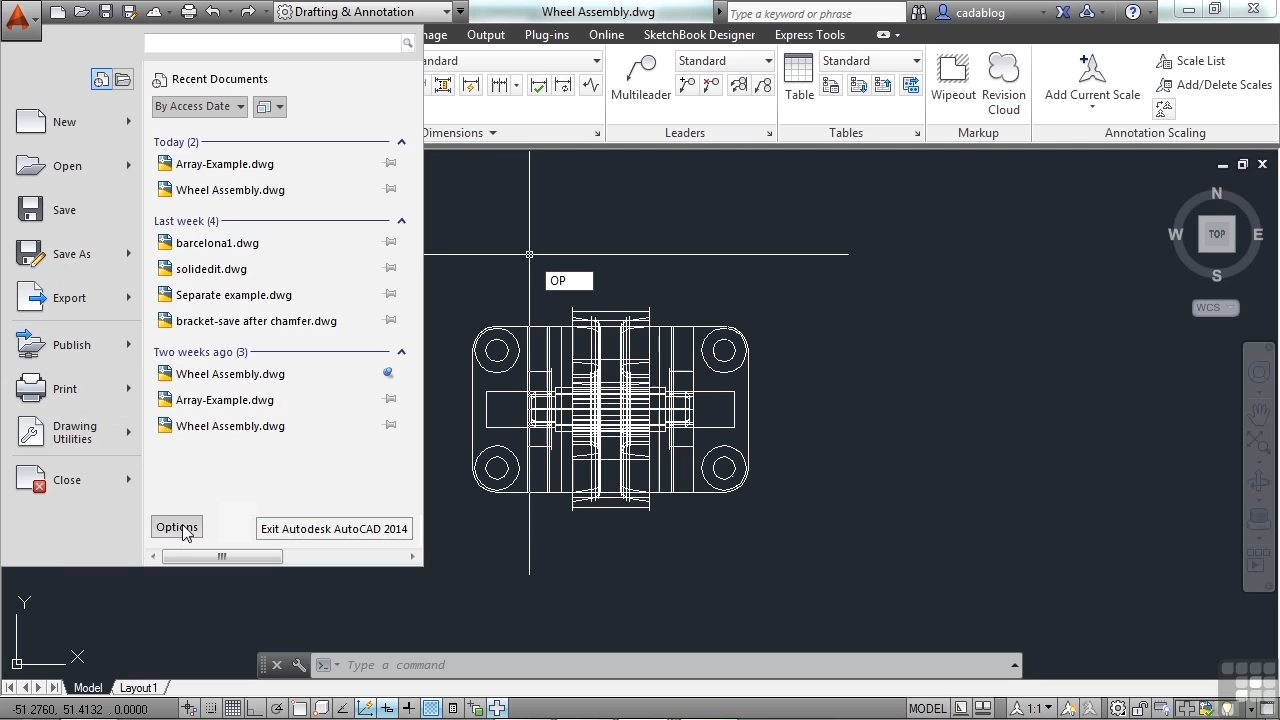 Drafting & Annotation
Wheel Assembly.dwg
Type a keyword or phrase
cadablog
Output
Plug-ins
Online
SketchBook Designer
Express Tools
Standard
Scale List
Multileader
Table
Wipeout
Revision
Cloud
Add Current Scale
Add/Delete Scales
Dimensions
Leaders
Tables
Markup
Annotation Scaling
Recent Documents
By Access Date
New
Open
Save
Save As
Export
Publish
Print
Drawing
Utilities
Close
Today (2)
Array-Example.dwg
Wheel Assembly.dwg
Last week (4)
barcelona1.dwg
solidedit.dwg
Separate example.dwg
bracket-save after chamfer.dwg
Two weeks ago (3)
Wheel Assembly.dwg
Array-Example.dwg
Wheel Assembly.dwg
Options
Exit Autodesk AutoCAD 2014
OP
N
W
TOP
E
S
WCS
Y
X
Type a command
Model
Layout1
-51.2760, 51.4132, 0.0000
MODEL
1:1